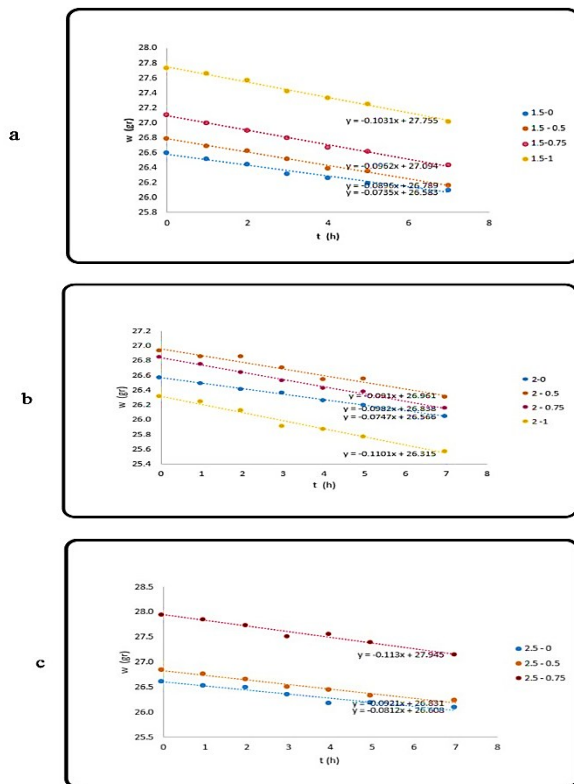 a
w (gr)
28.0
27.8
27.6
27.4
27.2
27.0
26.8
26.6
26.4
26.2
26.0
25.8
y = -0.1031x + 27.755
y = -0.0962x + 27.094
y = -0.0896x + 26.789
y = -0.0735x + 26.583
0 1 2 3 4 5 6 7 8
t (h)
1.5-0
1.5 - 0.5
1.5-0.75
1.5-1
b
w (gr)
27.2
27.0
26.8
26.6
26.4
26.2
26.0
25.8
25.6
25.4
y = -0.091x + 26.961
y = -0.0982x + 26.838
y = -0.0747x + 26.566
y = -0.1101x + 26.315
0 1 2 3 4 5 6 7 8
t (h)
2-0
2 - 0.5
2 - 0.75
2 -1
c
w (gr)
28.5
28.0
27.5
27.0
26.5
26.0
25.5
y = -0.113x + 27.945
y = -0.0921x + 26.831
y = -0.0812x + 26.608
0 1 2 3 4 5 6 7 8
t (h)
2.5 - 0
2.5 - 0.5
2.5 - 0.75